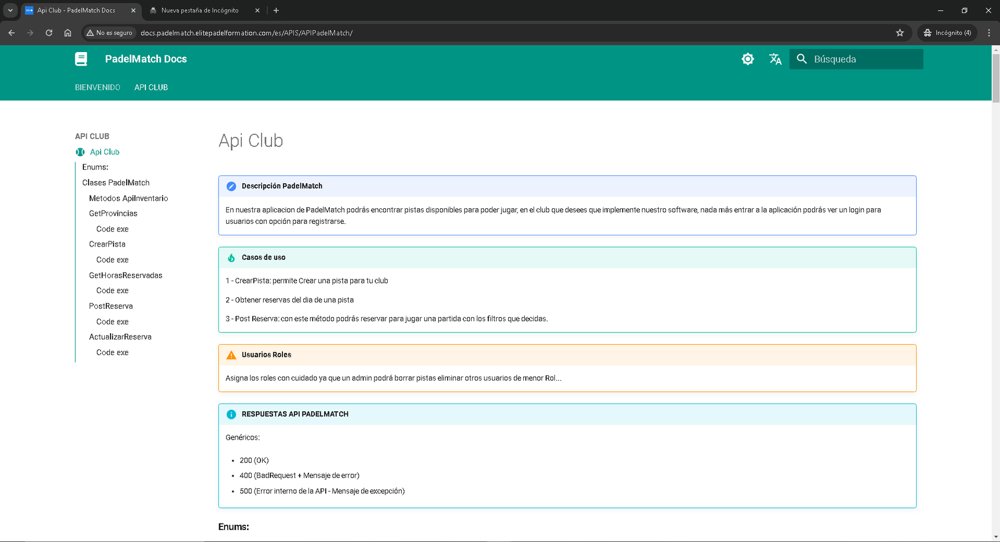 Api Club - PadelMatch Docs
Nueva pestaña de Incógnito
No es seguro
docs.padelmatch.elitepadelformation.com/es/APIS/APIPadelMatch/
Incógnito (4)
PadelMatch Docs
Búsqueda
BIENVENIDO
API CLUB
API CLUB
Api Club
Enums:
Clases PadelMatch
Metodos ApiInventario
GetProvincias
Code exe
CrearPista
Code exe
GetHorasReservadas
Code exe
PostReserva
Code exe
ActualizarReserva
Code exe
Api Club
Descripción PadelMatch
En nuestra aplicacion de PadelMatch podrás encontrar pistas disponibles para poder jugar, en el club que desees que implemente nuestro software, nada más entrar a la aplicación podrás ver un login para
usuarios con opción para registrarse.
Casos de uso
1 - CrearPista: permite Crear una pista para tu club
2 - Obtener reservas del dia de una pista
3 - Post Reserva: con este método podrás reservar para jugar una partida con los filtros que decidas.
Usuarios Roles
Asigna los roles con cuidado ya que un admin podrá borrar pistas eliminar otros usuarios de menor Rol...
RESPUESTAS API PADELMATCH
Genéricos:
• 200 (OK)
• 400 (BadRequest + Mensaje de error)
• 500 (Error interno de la API - Mensaje de excepción)
Enums: